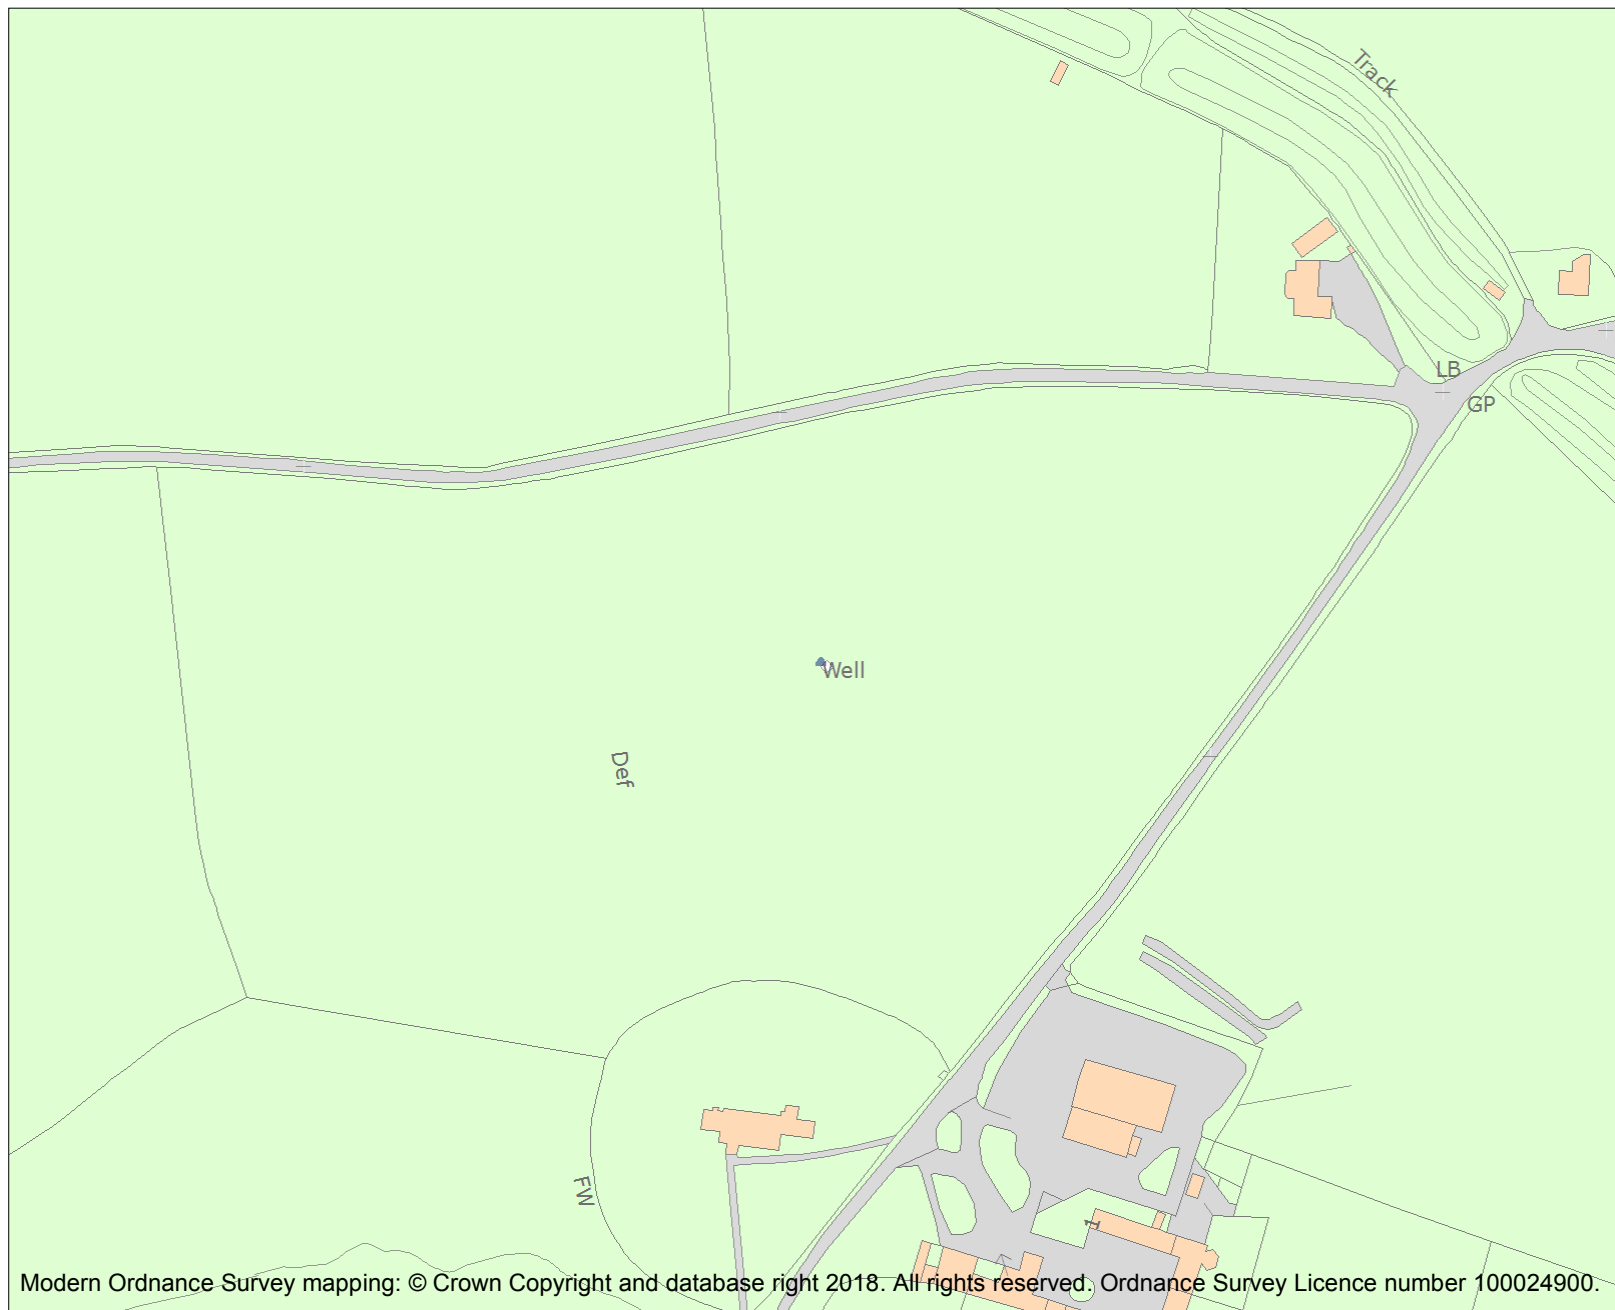 Track
LB
GP
Well
Def
FW
1
Modern Ordnance Survey mapping: © Crown Copyright and database right 2018. All rights reserved. Ordnance Survey Licence number 100024900.